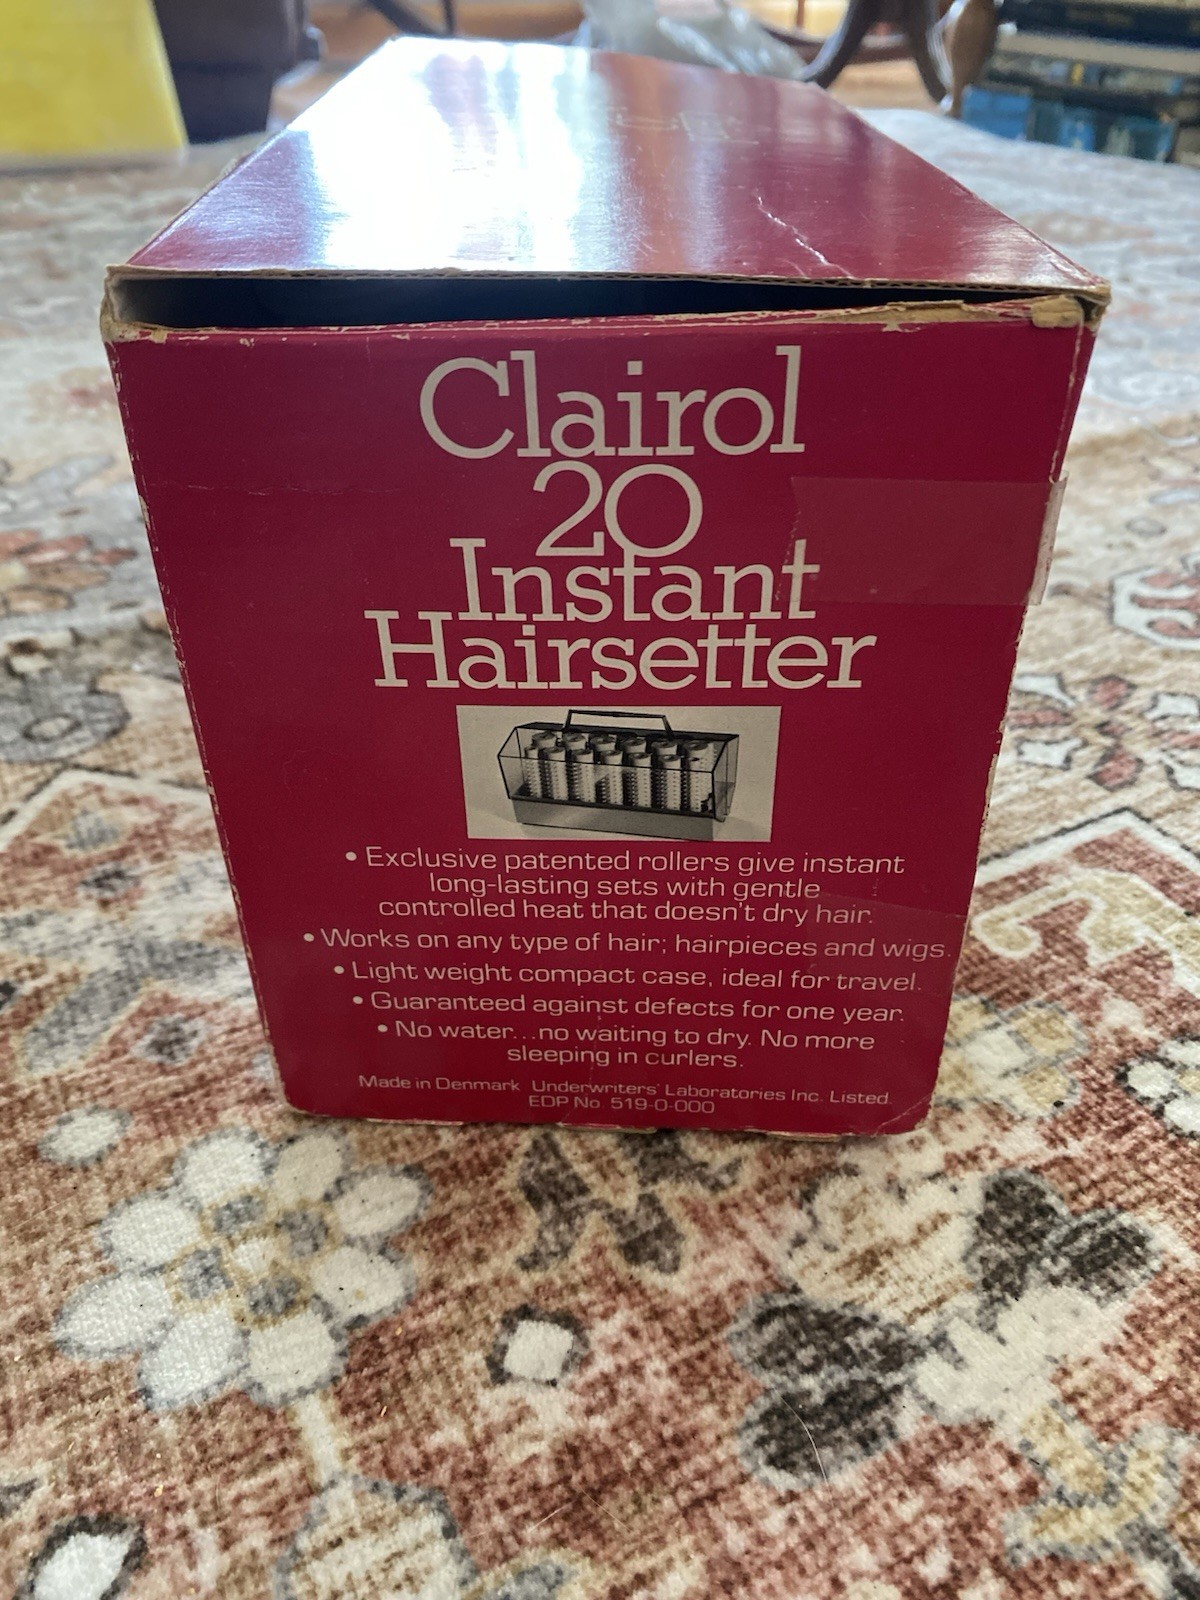 Clairol
20
Instant
Hairsetter
• Exclusive patented rollers give instant
long-lasting sets with gentle
controlled heat that doesn't dry hair.
• Works on any type of hair; hairpieces and wigs.
• Light weight compact case, ideal for travel.
• Guaranteed against defects for one year.
• No water...no waiting to dry. No more
sleeping in curlers.
Made in Denmark Underwriters' Laboratories Inc. Listed.
EDP No. 519-0-000